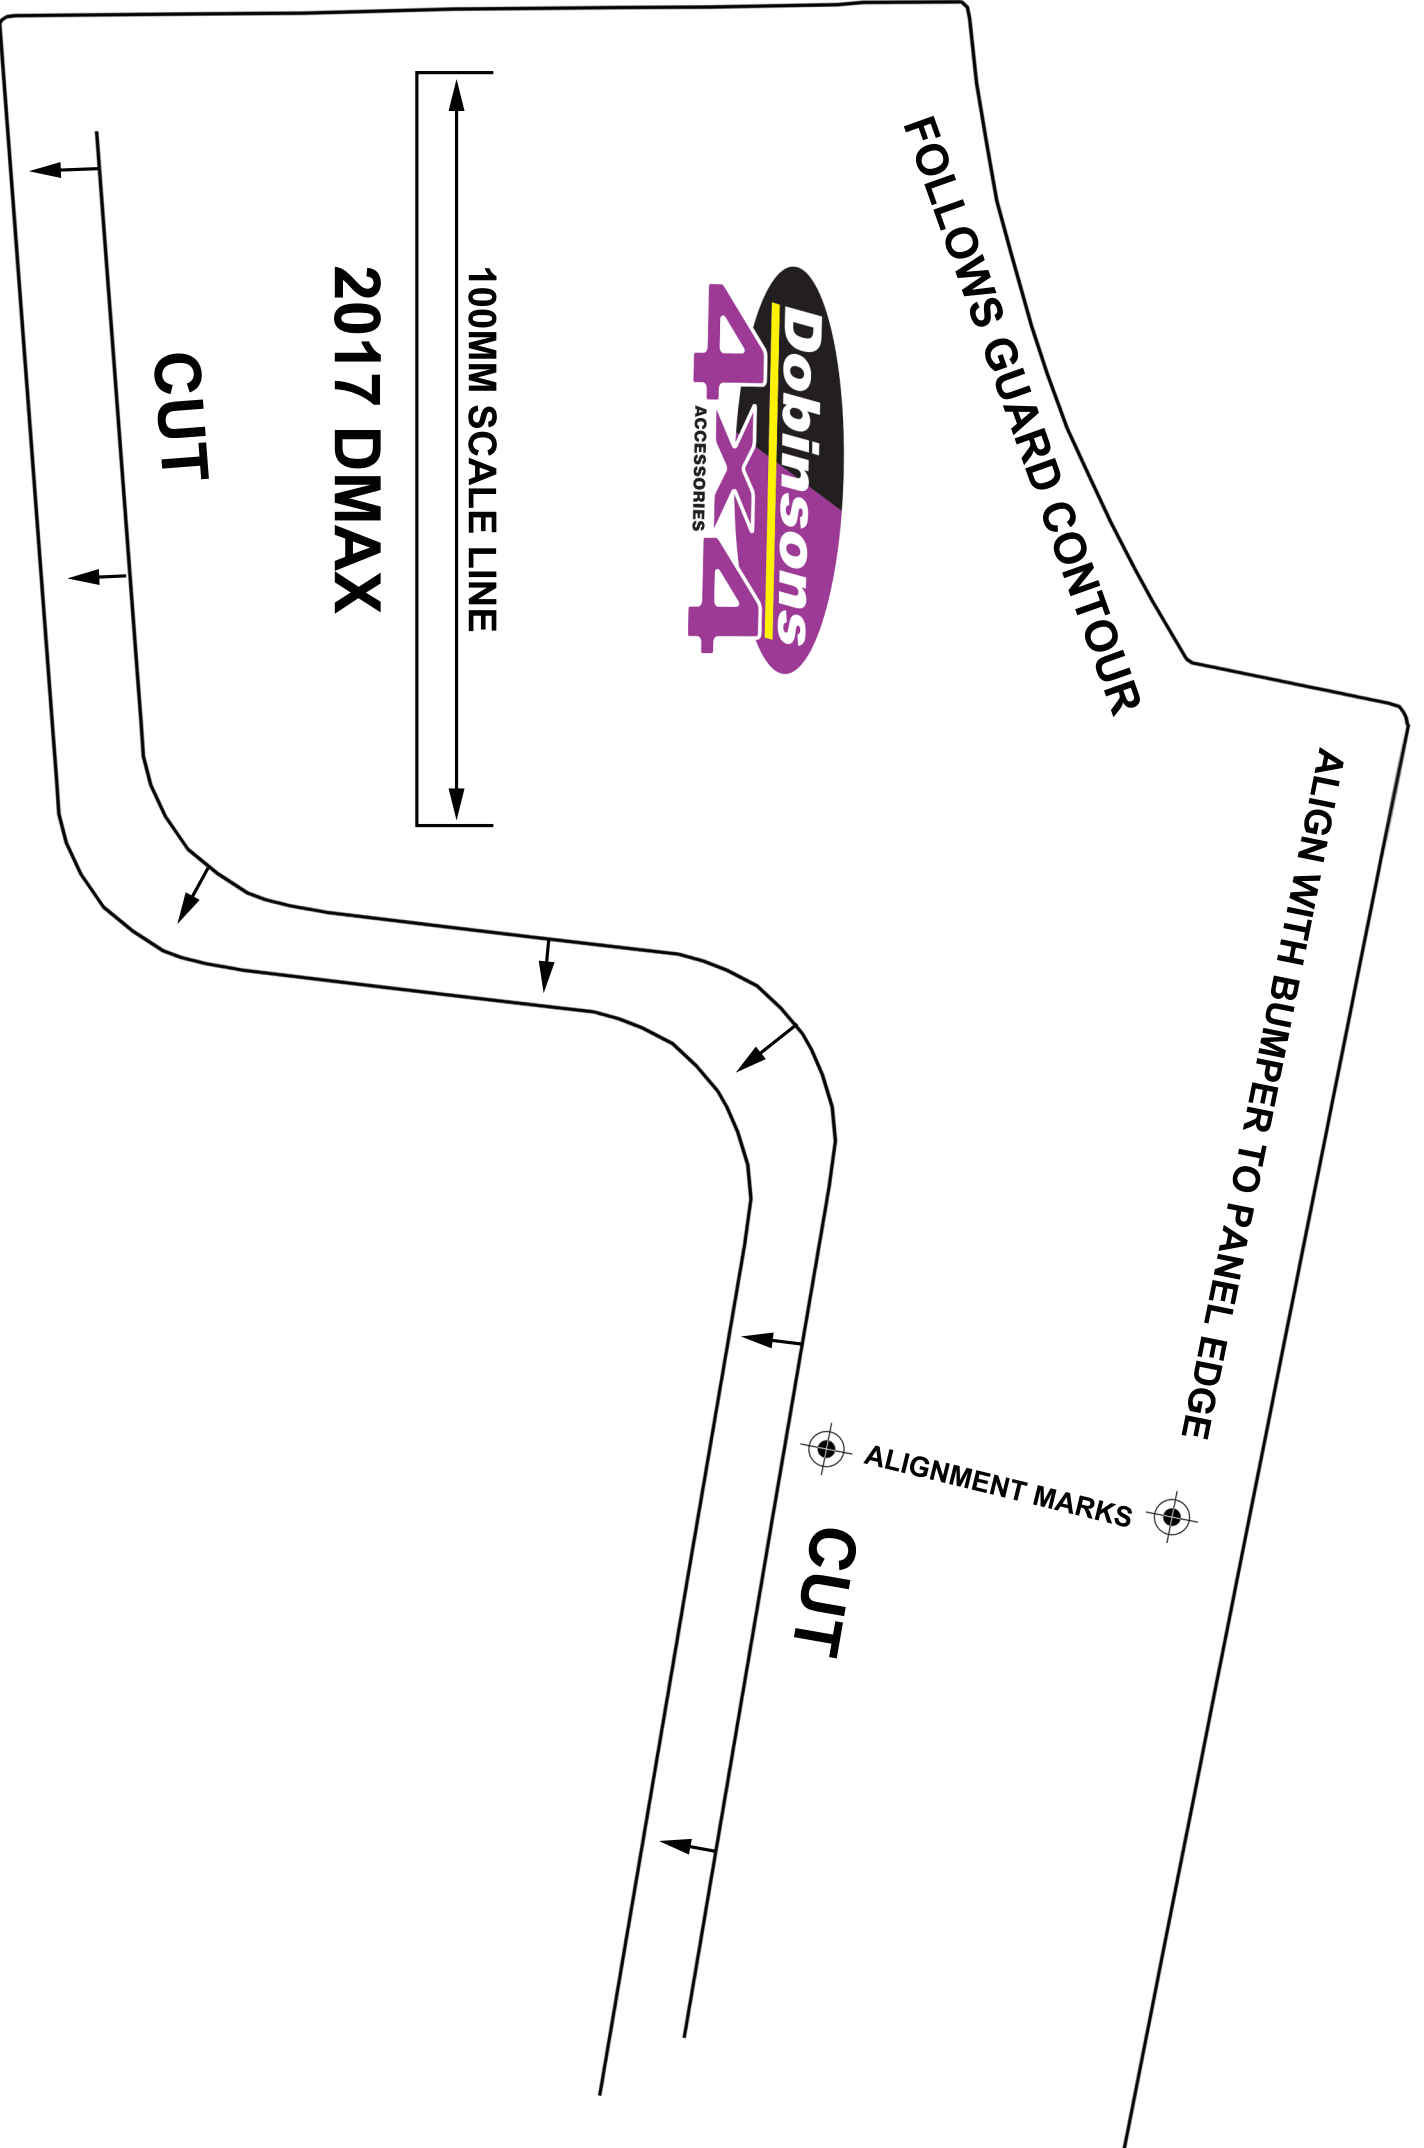 FOLLOWS GUARD CONTOUR
ALIGN WITH BUMPER TO PANEL EDGE
Dobinsons
4x4
ACCESSORIES
100MM SCALE LINE
2017 DMAX
CUT
ALIGNMENT MARKS
CUT